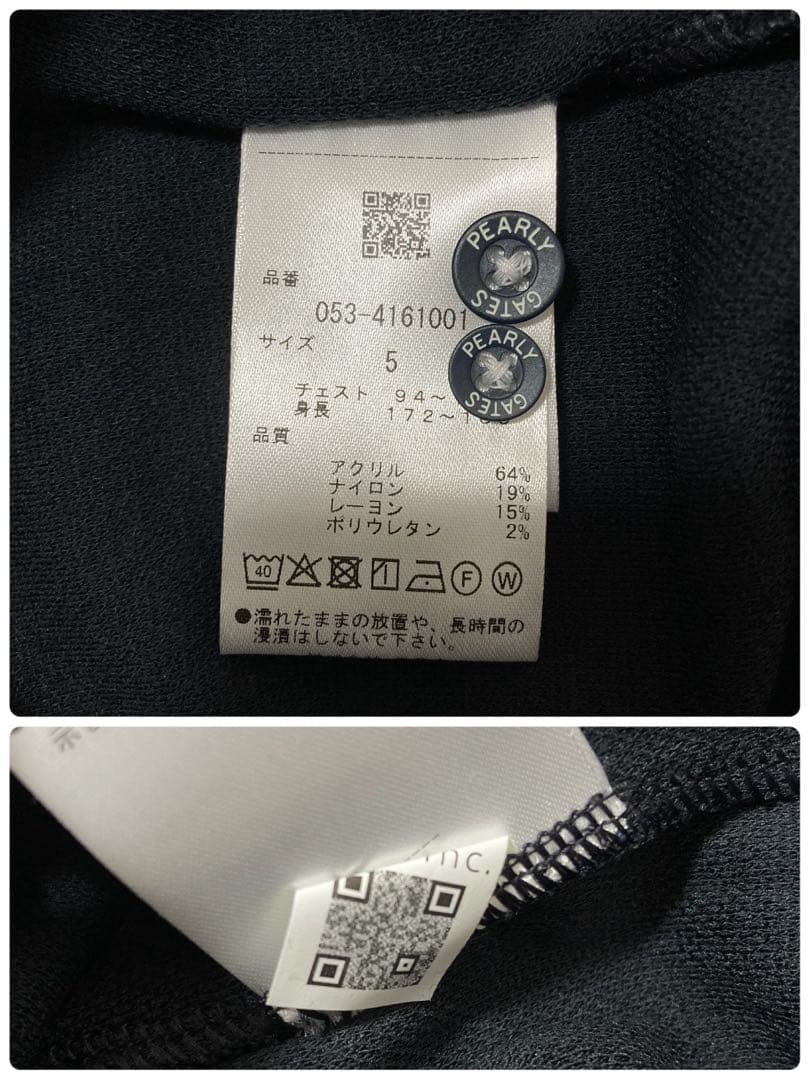 品番
053-4161001
サイズ
5
チェスト 94～
身長 172～1
品質
アクリル 64%
ナイロン 19%
レーヨン 15%
ポリウレタン 2%
40
F
W
●濡れたままの放置や、長時間の
浸漬はしないで下さい。
PEARLY
GATES
PEARLY
GATES
inc.